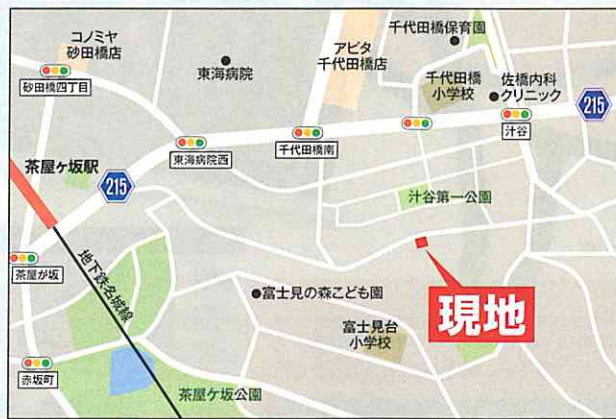 コノミヤ
砂田橋店
砂田橋四丁目
東海病院
アピタ
千代田橋店
千代田橋保育園
千代田橋
小学校
佐橋内科
クリニック
215
汁谷
東海病院西
千代田橋南
茶屋ヶ坂駅
215
汁谷第一公園
茶屋が坂
地下鉄名城線
富士見の森こども園
現地
富士見台
小学校
赤坂町
茶屋ケ坂公園